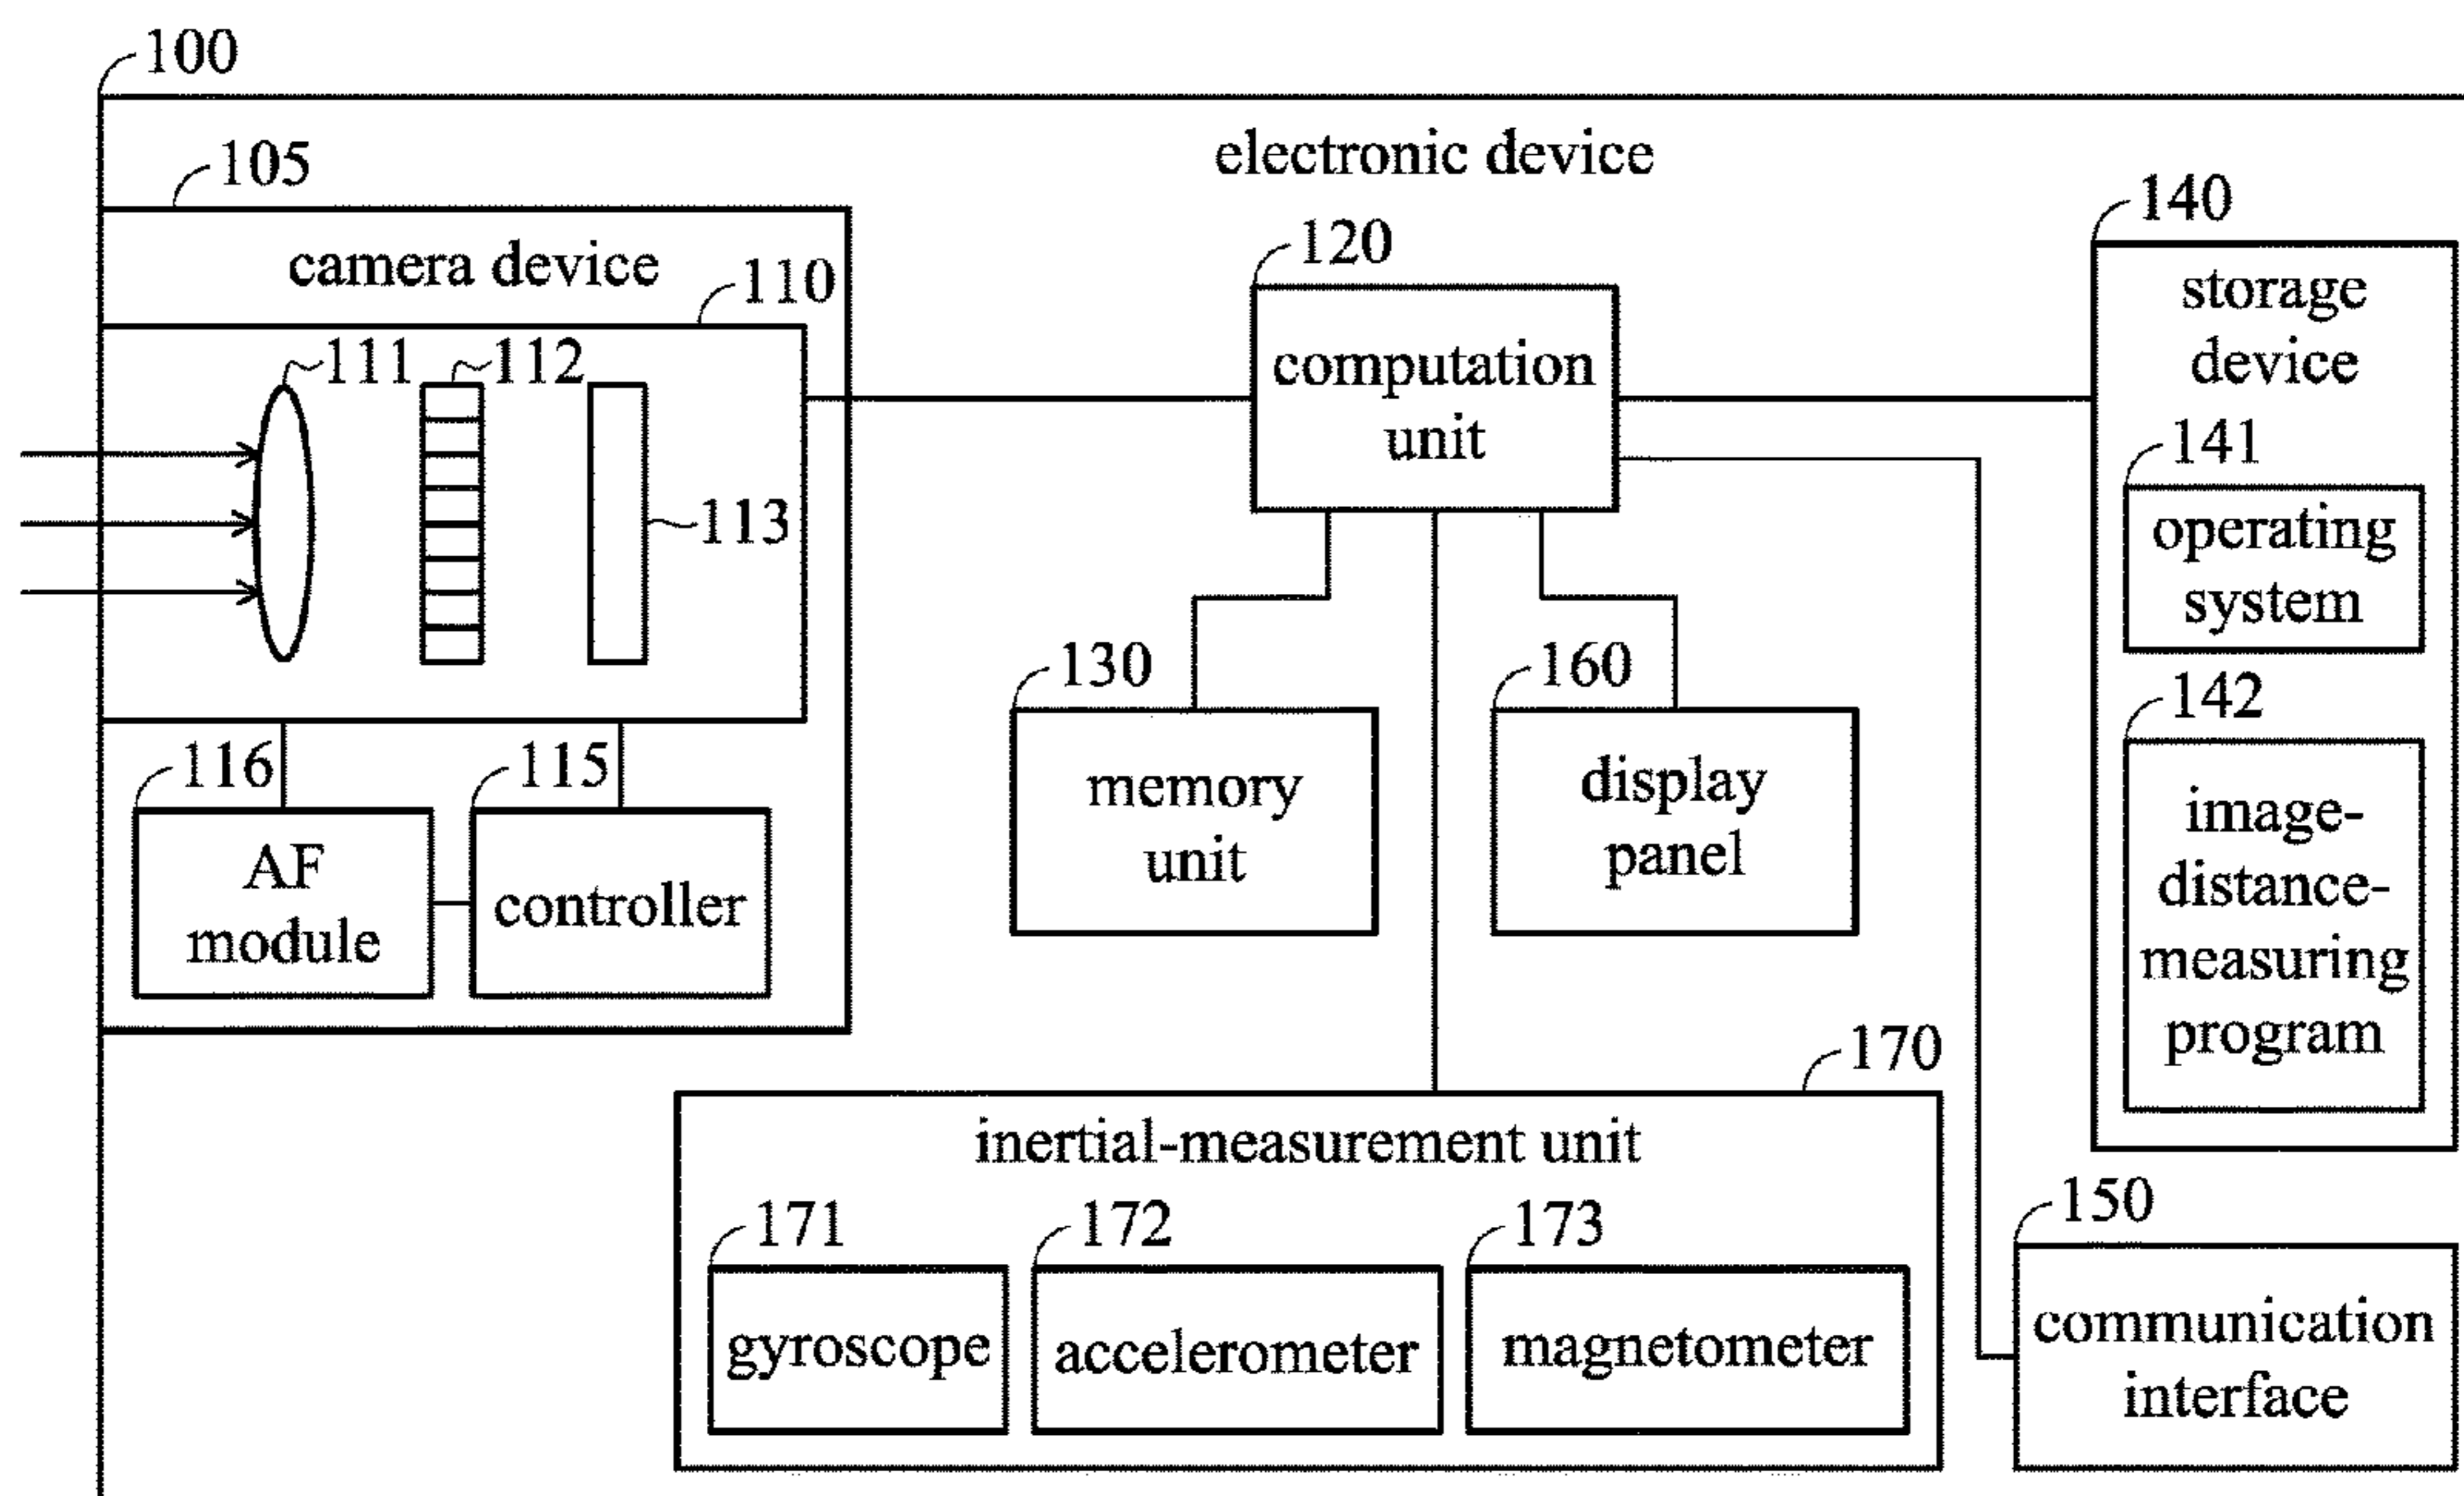 100
electronic device
105
camera device
110
111
112
113
116
AF
module
115
controller
120
computation
unit
130
memory
unit
160
display
panel
140
storage
device
141
operating
system
142
image-
distance-
measuring
program
170
inertial-measurement unit
171
gyroscope
172
accelerometer
173
magnetometer
150
communication
interface